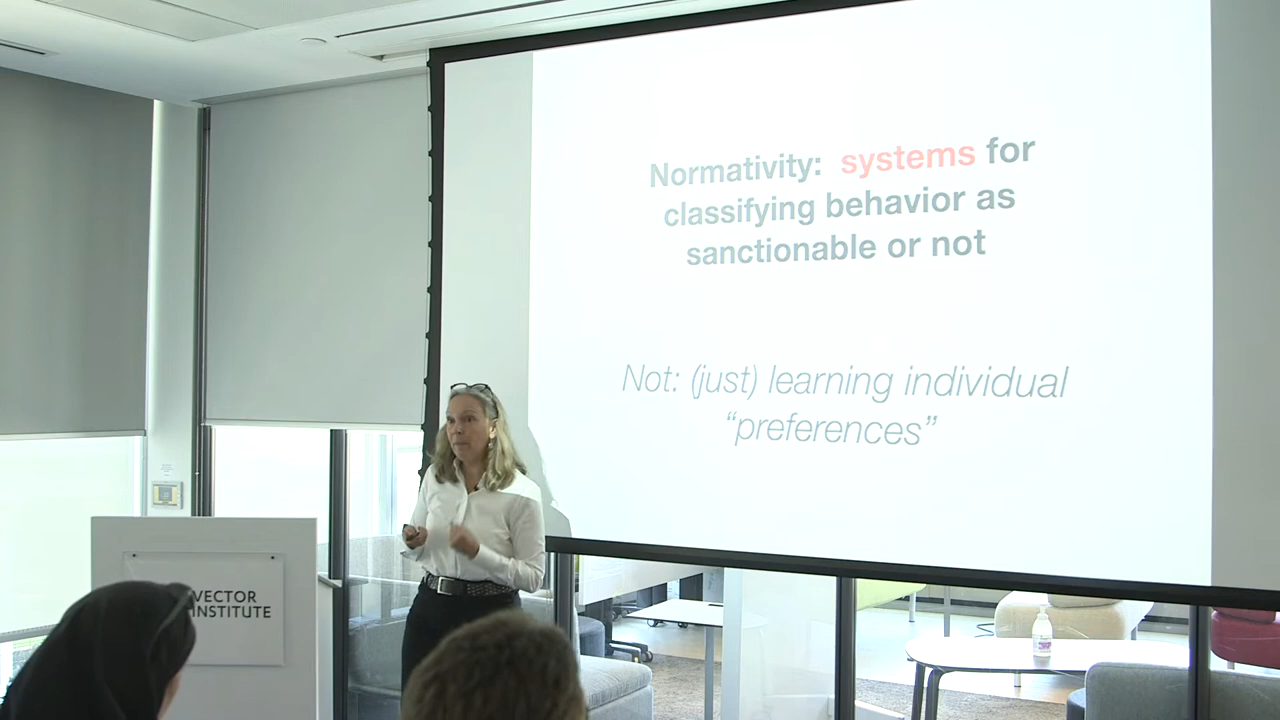 Normativity: systems for
classifying behavior as
sanctionable or not
Not: (just) learning individual
“preferences”
VECTOR
INSTITUTE